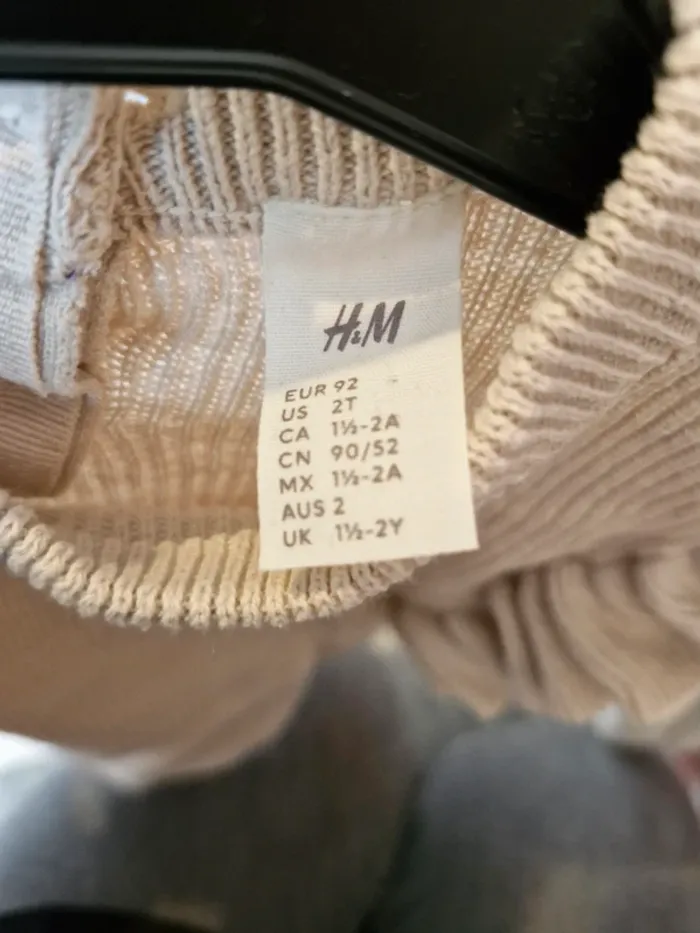 H&M
EUR 92
US 2T
CA 1½-2A
CN 90/52
MX 1½-2A
AUS 2
UK 1½-2Y